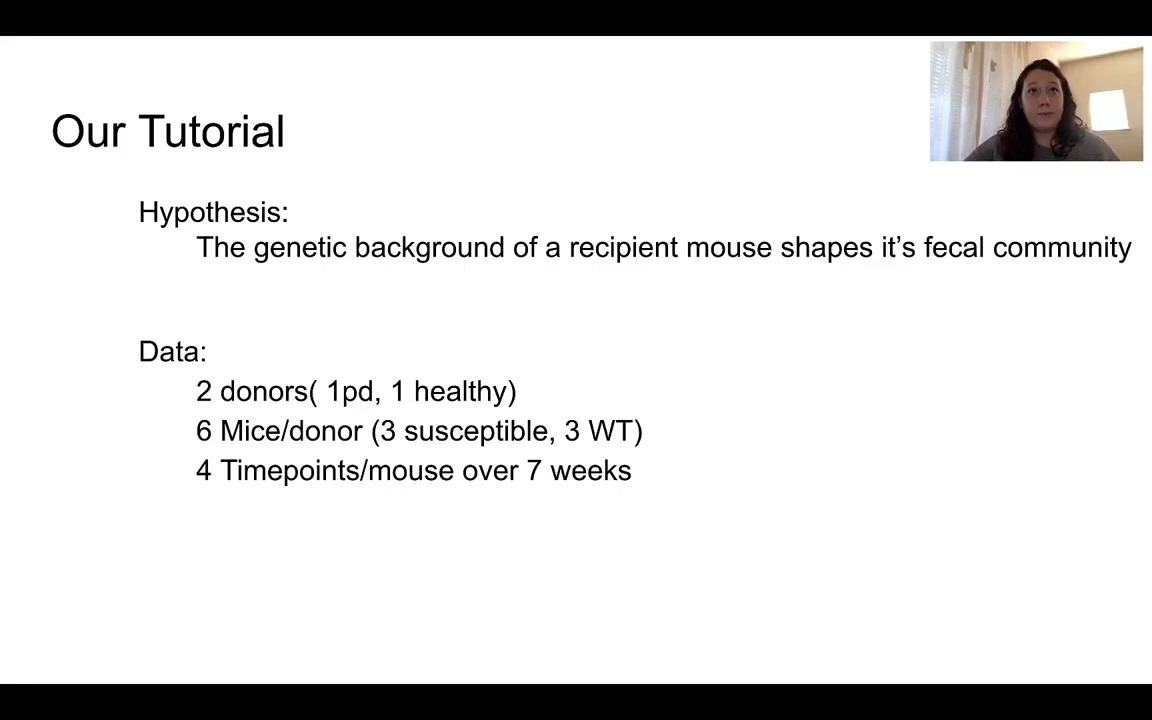 Our Tutorial
Hypothesis:
The genetic background of a recipient mouse shapes it’s fecal community
Data:
2 donors( 1pd, 1 healthy)
6 Mice/donor (3 susceptible, 3 WT)
4 Timepoints/mouse over 7 weeks